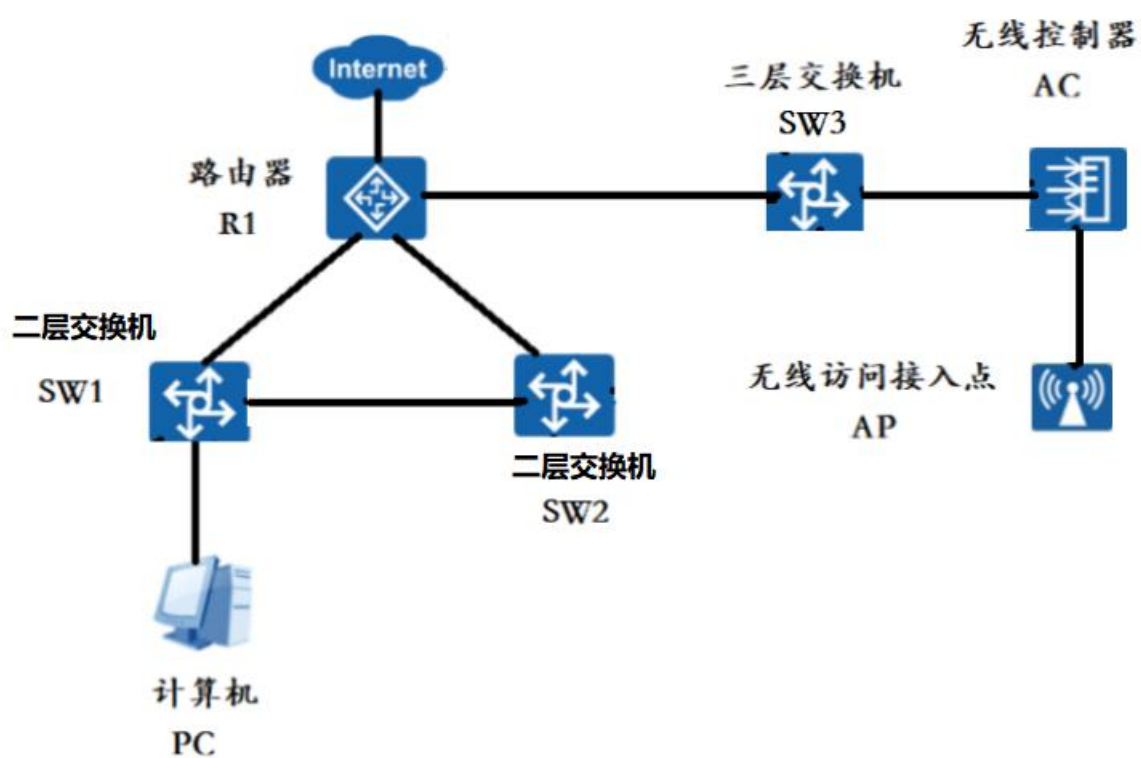 Internet
无线控制器
AC
三层交换机
SW3
路由器
R1
二层交换机
SW1
无线访问接入点
AP
二层交换机
SW2
计算机
PC